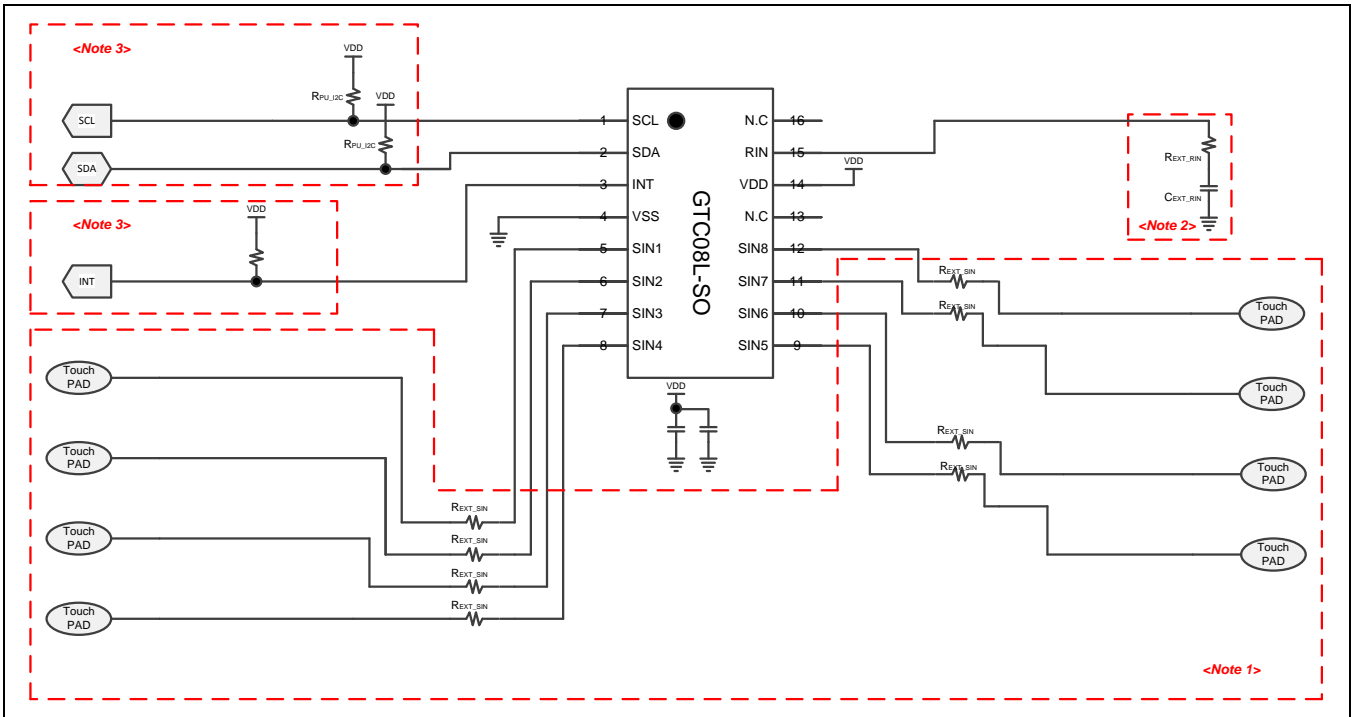 <Note 3>
VDD
RPU_I2C
VDD
SCL
RPU_I2C
SDA
<Note 3>
VDD
INT
1 SCL
2 SDA
3 INT
4 VSS
5 SIN1
6 SIN2
7 SIN3
8 SIN4
GTC08L-SO
N.C 16
RIN 15
VDD 14
N.C 13
SIN8 12
SIN7 11
SIN6 10
SIN5 9
VDD
REXT_RIN
CEXT_RIN
<Note 2>
VDD
Touch
PAD
Touch
PAD
Touch
PAD
Touch
PAD
REXT_SIN
REXT_SIN
REXT_SIN
REXT_SIN
REXT_SIN
REXT_SIN
REXT_SIN
REXT_SIN
Touch
PAD
Touch
PAD
Touch
PAD
Touch
PAD
<Note 1>